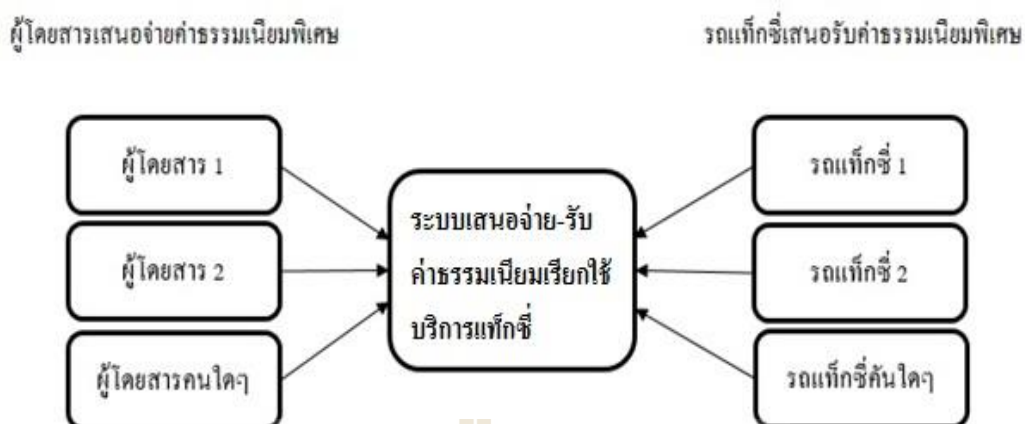 ผู้โดยสารเสนอจ่ายค่าธรรมเนียมพิเศษ
รถแท็กซี่เสนอรับค่าธรรมเนียมพิเศษ
ผู้โดยสาร 1
ผู้โดยสาร 2
ผู้โดยสารคนใดๆ
ระบบเสนอจ่าย-รับ
ค่าธรรมเนียมเรียกใช้
บริการแท็กซี่
รถแท็กซี่ 1
รถแท็กซี่ 2
รถแท็กซี่คันใดๆ